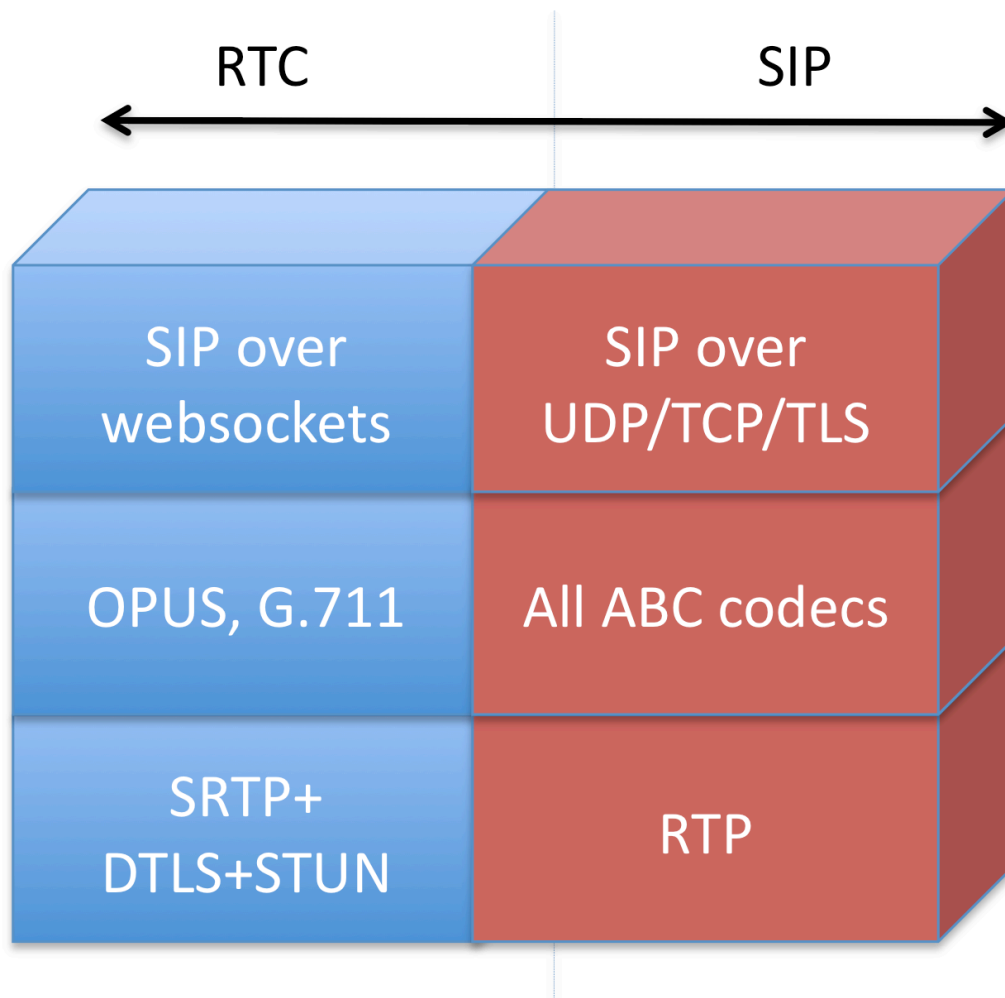 RTC
SIP
SIP over
websockets
SIP over
UDP/TCP/TLS
OPUS, G.711
All ABC codecs
SRTP+
DTLS+STUN
RTP